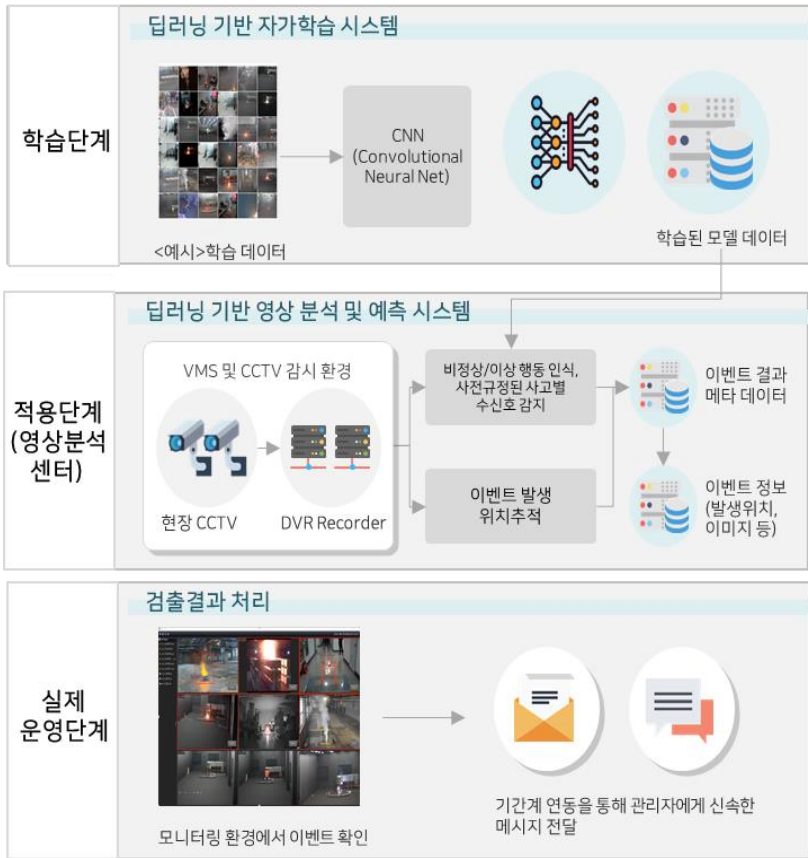 학습단계
딥러닝 기반 자가학습 시스템
CNN
(Convolutional
Neural Net)
<예시>학습 데이터
학습된 모델 데이터
적용단계
(영상분석
센터)
딥러닝 기반 영상 분석 및 예측 시스템
VMS 및 CCTV 감시 환경
현장 CCTV
DVR Recorder
비정상/이상 행동 인식,
사전규정된 사고별
수신호 감지
이벤트 발생
위치추적
이벤트 결과
메타 데이터
이벤트 정보
(발생위치,
이미지 등)
실제
운영단계
검출결과 처리
모니터링 환경에서 이벤트 확인
기간계 연동을 통해 관리자에게 신속한
메시지 전달